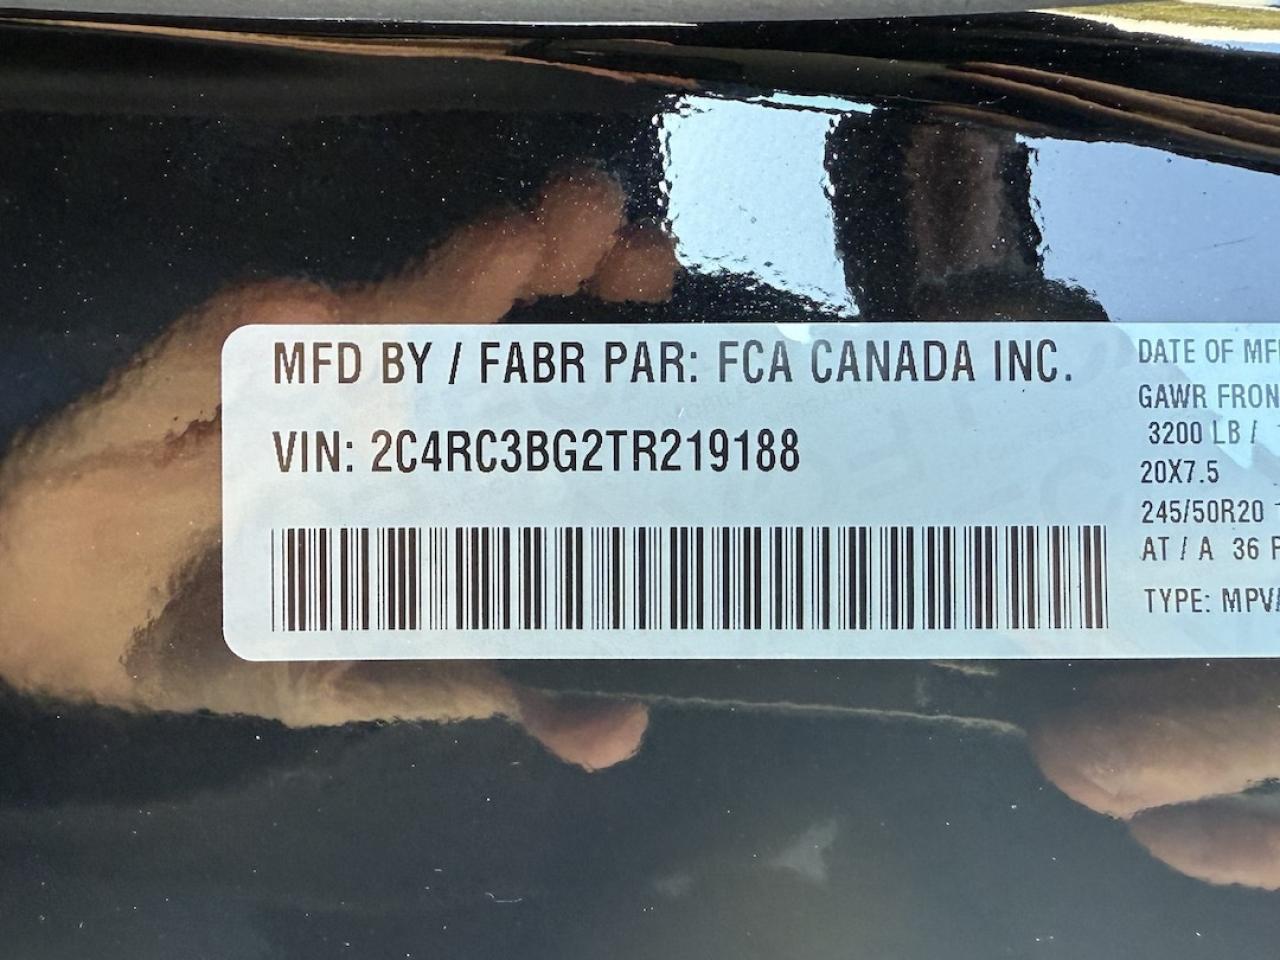 MFD BY / FABR PAR: FCA CANADA INC.
VIN: 2C4RC3BG2TR219188
DATE OF MF
GAWR FRON
3200 LB /
20X7.5
245/50R20
AT / A 36
TYPE: MPV